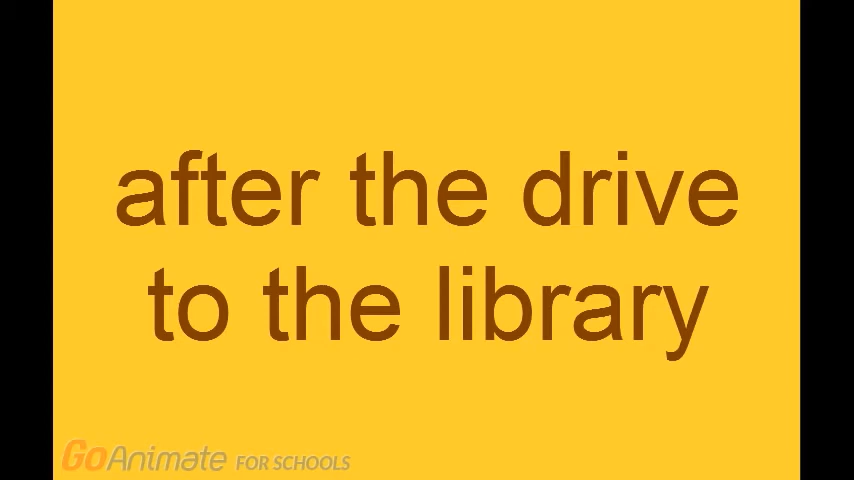 after the drive
to the library
GoAnimate FOR SCHOOLS